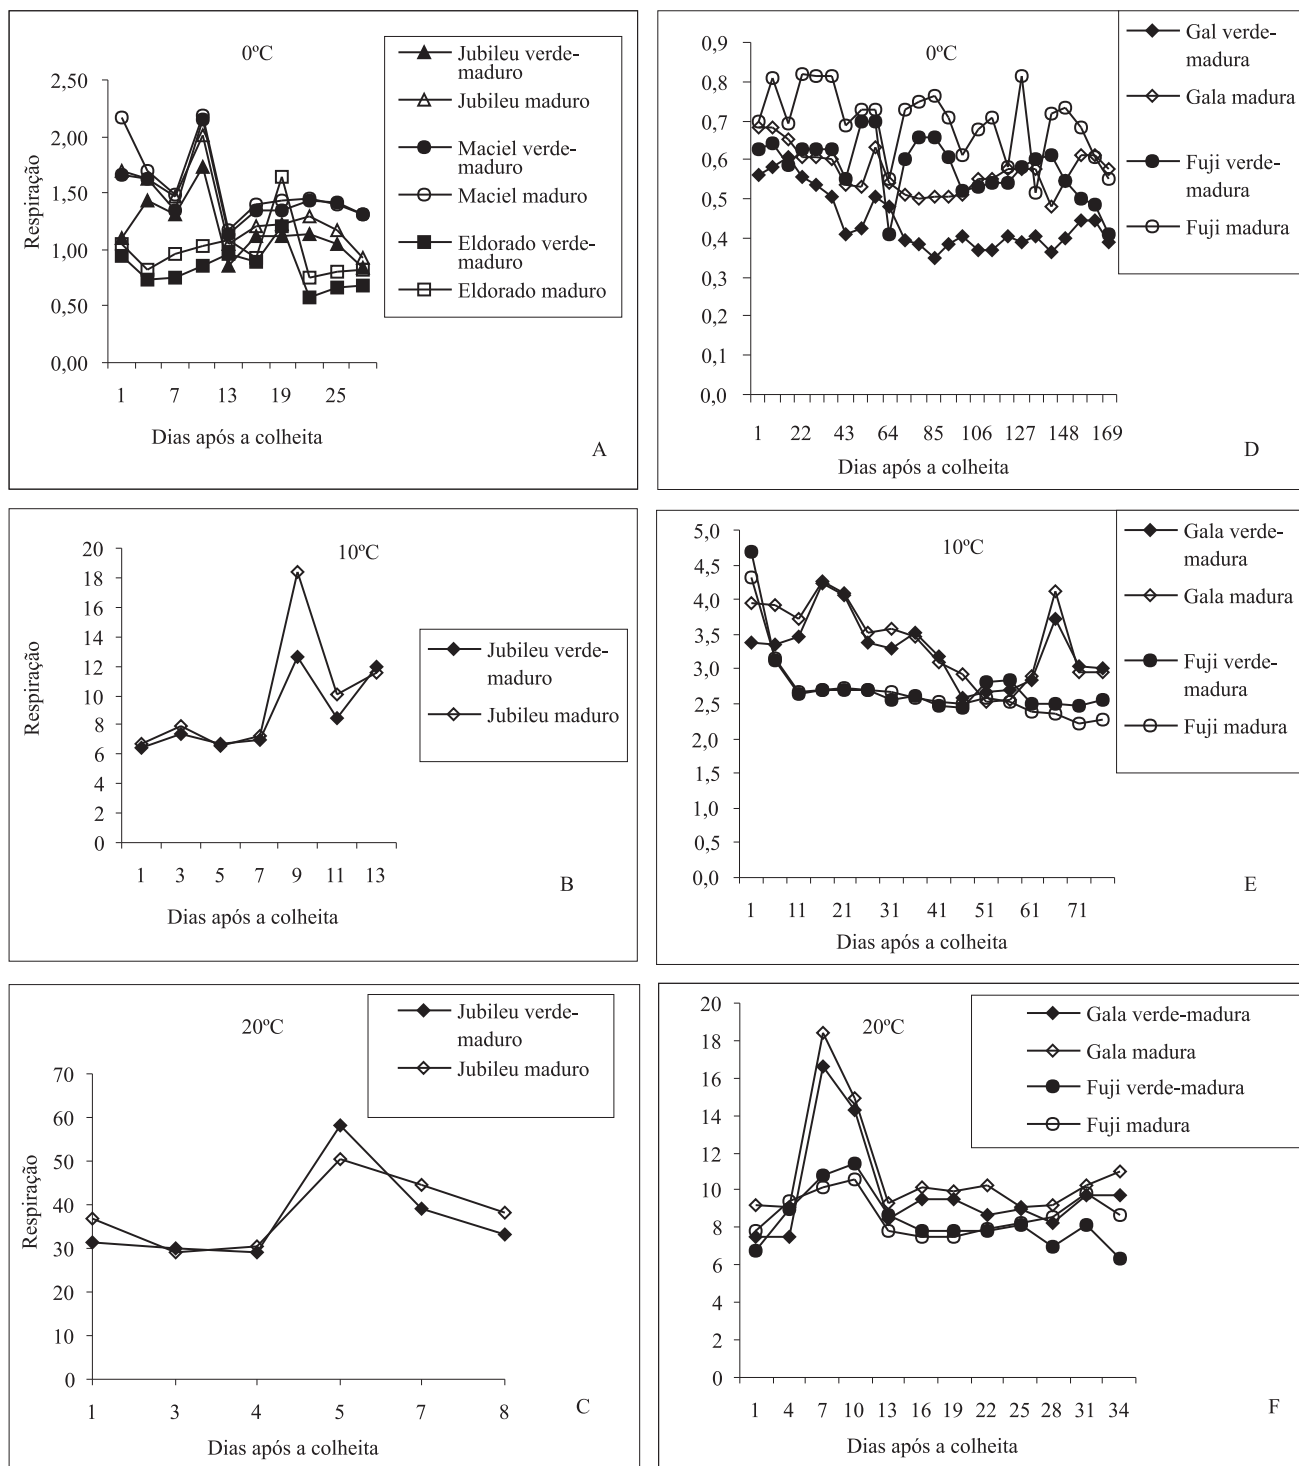 0ºC
Jubileu verde-
maduro
Jubileu maduro
Maciel verde-
maduro
Maciel maduro
Eldorado verde-
maduro
Eldorado maduro
Respiração
2,50
2,00
1,50
1,00
0,50
0,00
1 7 13 19 25
Dias após a colheita
A
0ºC
Gal verde-
madura
Gala madura
Fuji verde-
madura
Fuji madura
0,9
0,8
0,7
0,6
0,5
0,4
0,3
0,2
0,1
0,0
1 22 43 64 85 106 127 148 169
Dias após a colheita
D
10ºC
Jubileu verde-
maduro
Jubileu maduro
Respiração
20
18
16
14
12
10
8
6
4
2
0
1 3 5 7 9 11 13
Dias após a colheita
B
10ºC
Gala verde-
madura
Gala madura
Fuji verde-
madura
Fuji madura
5,0
4,5
4,0
3,5
3,0
2,5
2,0
1,5
1,0
0,5
0,0
1 11 21 31 41 51 61 71
Dias após a colheita
E
20ºC
Jubileu verde-
maduro
Jubileu maduro
Respiração
70
60
50
40
30
20
10
0
1 3 4 5 7 8
Dias após a colheita
C
20ºC
Gala verde-madura
Gala madura
Fuji verde-madura
Fuji madura
20
18
16
14
12
10
8
6
4
2
0
1 4 7 10 13 16 19 22 25 28 31 34
Dias após a colheita
F